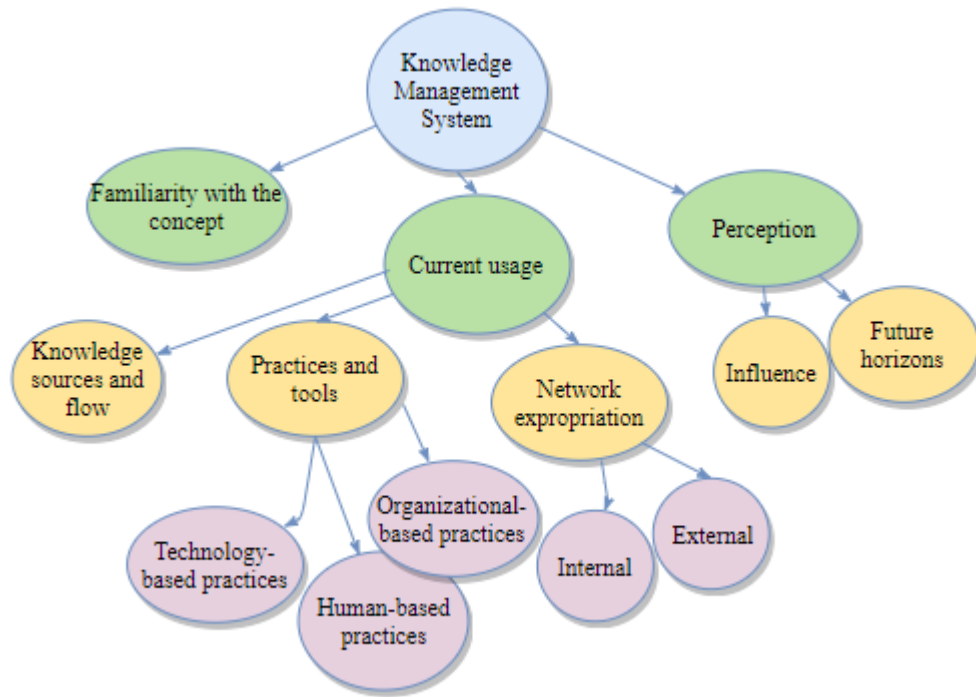 Knowledge
Management
System
Familiarity with the
concept
Current usage
Perception
Knowledge
sources and
flow
Practices and
tools
Network
expropriation
Influence
Future
horizons
Technology-
based practices
Human-based
practices
Organizational-
based practices
Internal
External